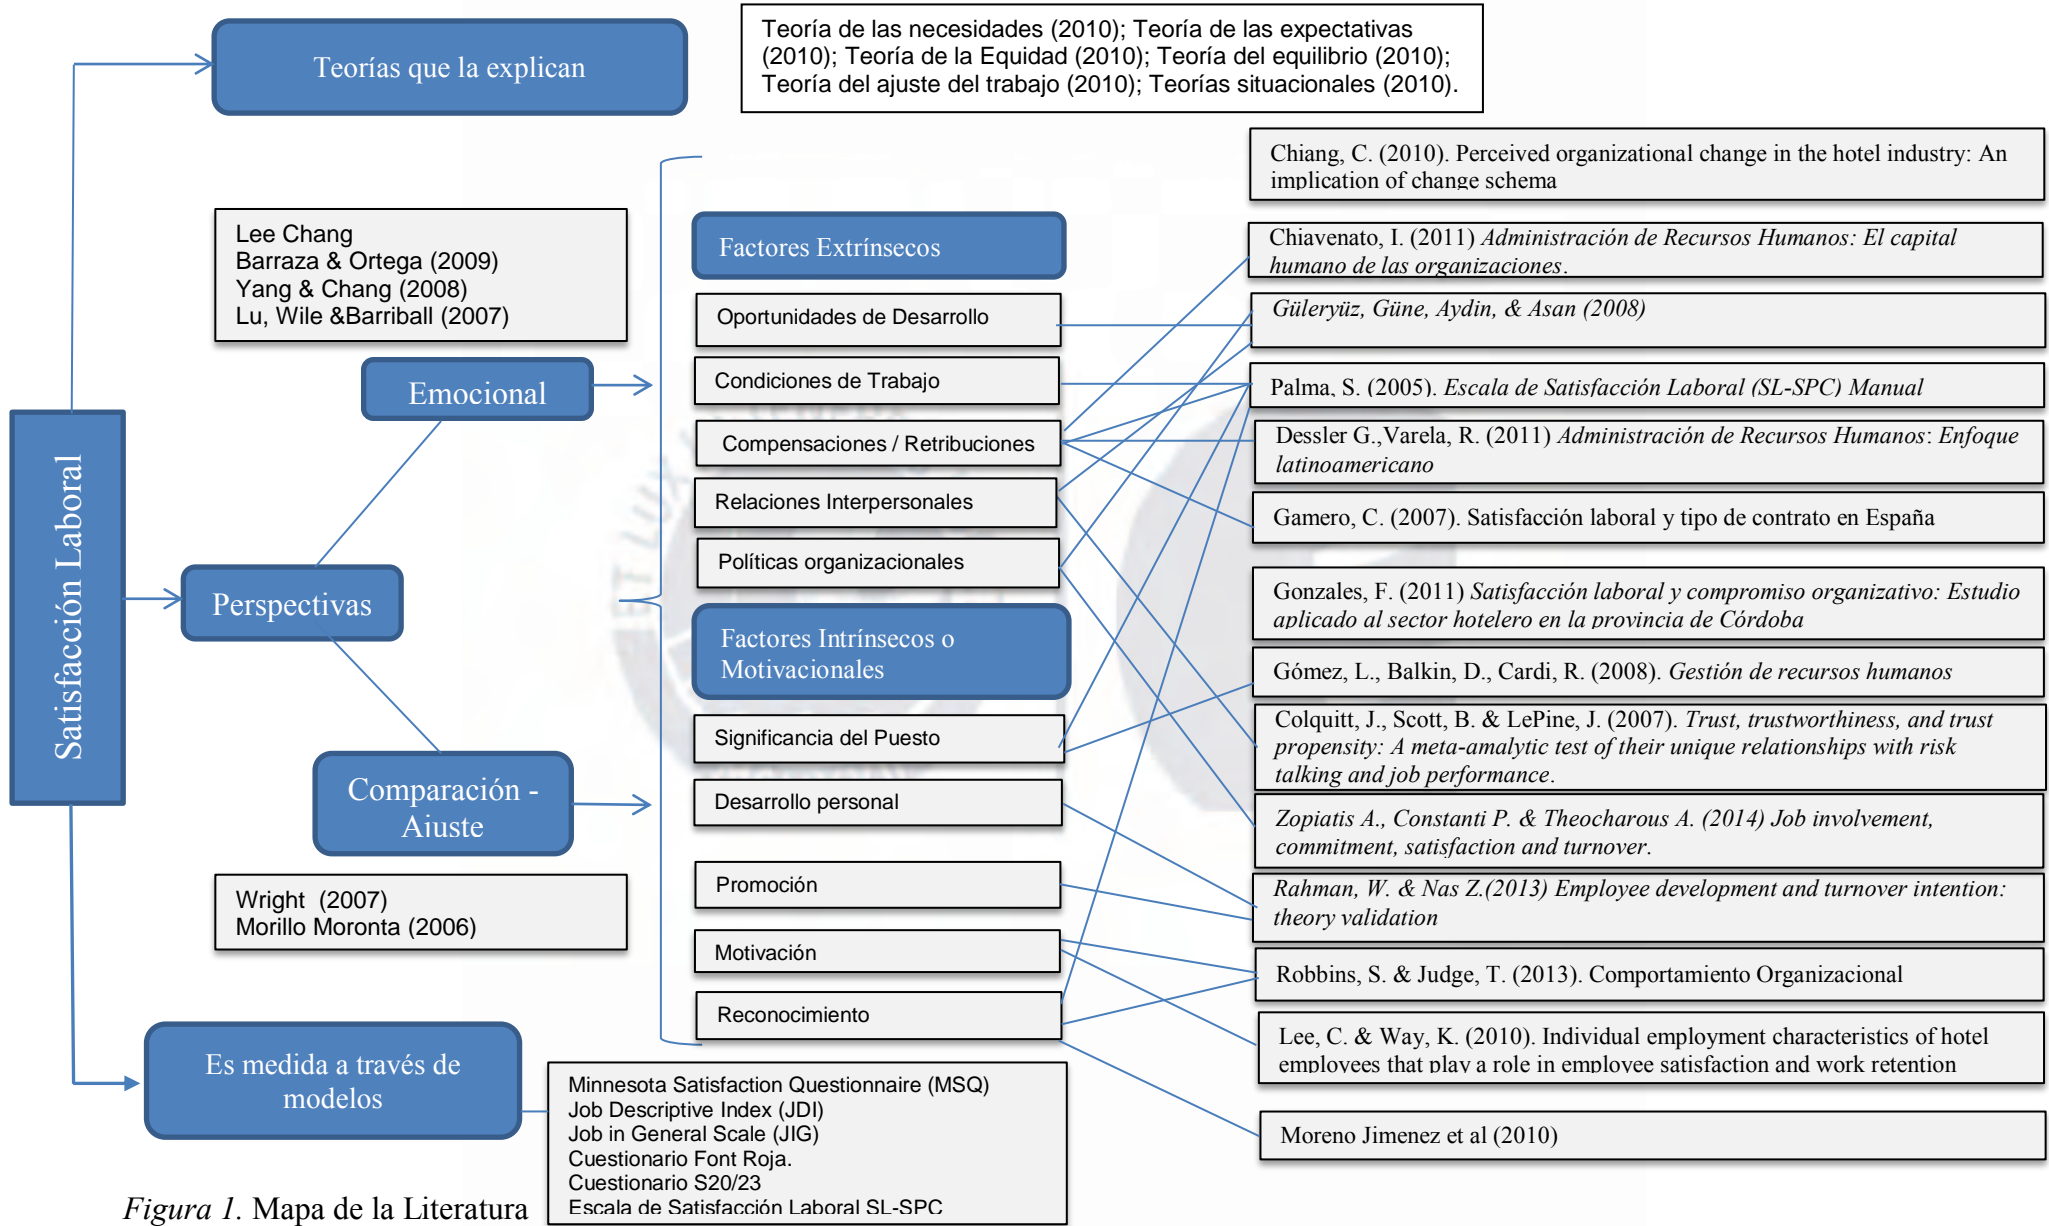 Teorías que la explican
Teoría de las necesidades (2010); Teoría de las expectativas
(2010); Teoría de la Equidad (2010); Teoría del equilibrio (2010);
Teoría del ajuste del trabajo (2010); Teorías situacionales (2010).
Satisfacción Laboral
Perspectivas
Lee Chang
Barraza & Ortega (2009)
Yang & Chang (2008)
Lu, Wile &Barriball (2007)
Emocional
Comparación -
Ajuste
Wright (2007)
Morillo Moronta (2006)
Es medida a través de
modelos
Minnesota Satisfaction Questionnaire (MSQ)
Job Descriptive Index (JDI)
Job in General Scale (JIG)
Cuestionario Font Roja.
Cuestionario S20/23
Escala de Satisfacción Laboral SL-SPC
Factores Extrínsecos
Oportunidades de Desarrollo
Condiciones de Trabajo
Compensaciones / Retribuciones
Relaciones Interpersonales
Políticas organizacionales
Factores Intrínsecos o
Motivacionales
Significancia del Puesto
Desarrollo personal
Promoción
Motivación
Reconocimiento
Chiang, C. (2010). Perceived organizational change in the hotel industry: An
implication of change schema
Chiavenato, I. (2011) Administración de Recursos Humanos: El capital
humano de las organizaciones.
Güleryüz, Güne, Aydin, & Asan (2008)
Palma, S. (2005). Escala de Satisfacción Laboral (SL-SPC) Manual
Dessler G.,Varela, R. (2011) Administración de Recursos Humanos: Enfoque
latinoamericano
Gamero, C. (2007). Satisfacción laboral y tipo de contrato en España
Gonzales, F. (2011) Satisfacción laboral y compromiso organizativo: Estudio
aplicado al sector hotelero en la provincia de Córdoba
Gómez, L., Balkin, D., Cardi, R. (2008). Gestión de recursos humanos
Colquitt, J., Scott, B. & LePine, J. (2007). Trust, trustworthiness, and trust
propensity: A meta-amalytic test of their unique relationships with risk
talking and job performance.
Zopiatis A., Constanti P. & Theocharous A. (2014) Job involvement,
commitment, satisfaction and turnover.
Rahman, W. & Nas Z.(2013) Employee development and turnover intention:
theory validation
Robbins, S. & Judge, T. (2013). Comportamiento Organizacional
Lee, C. & Way, K. (2010). Individual employment characteristics of hotel
employees that play a role in employee satisfaction and work retention
Moreno Jimenez et al (2010)
Figura 1. Mapa de la Literatura